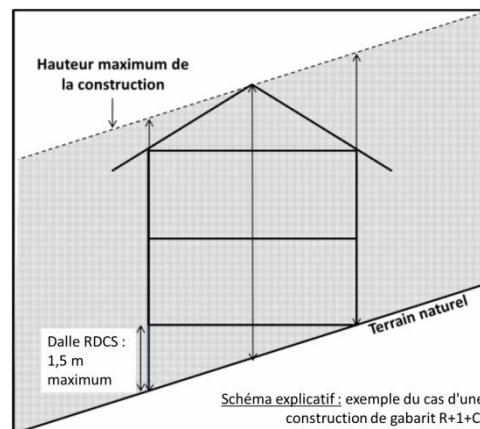 Hauteur maximum de
la construction
Dalle RDCS :
1,5 m
maximum
Terrain naturel
Schéma explicatif : exemple du cas d'une
construction de gabarit R+1+C